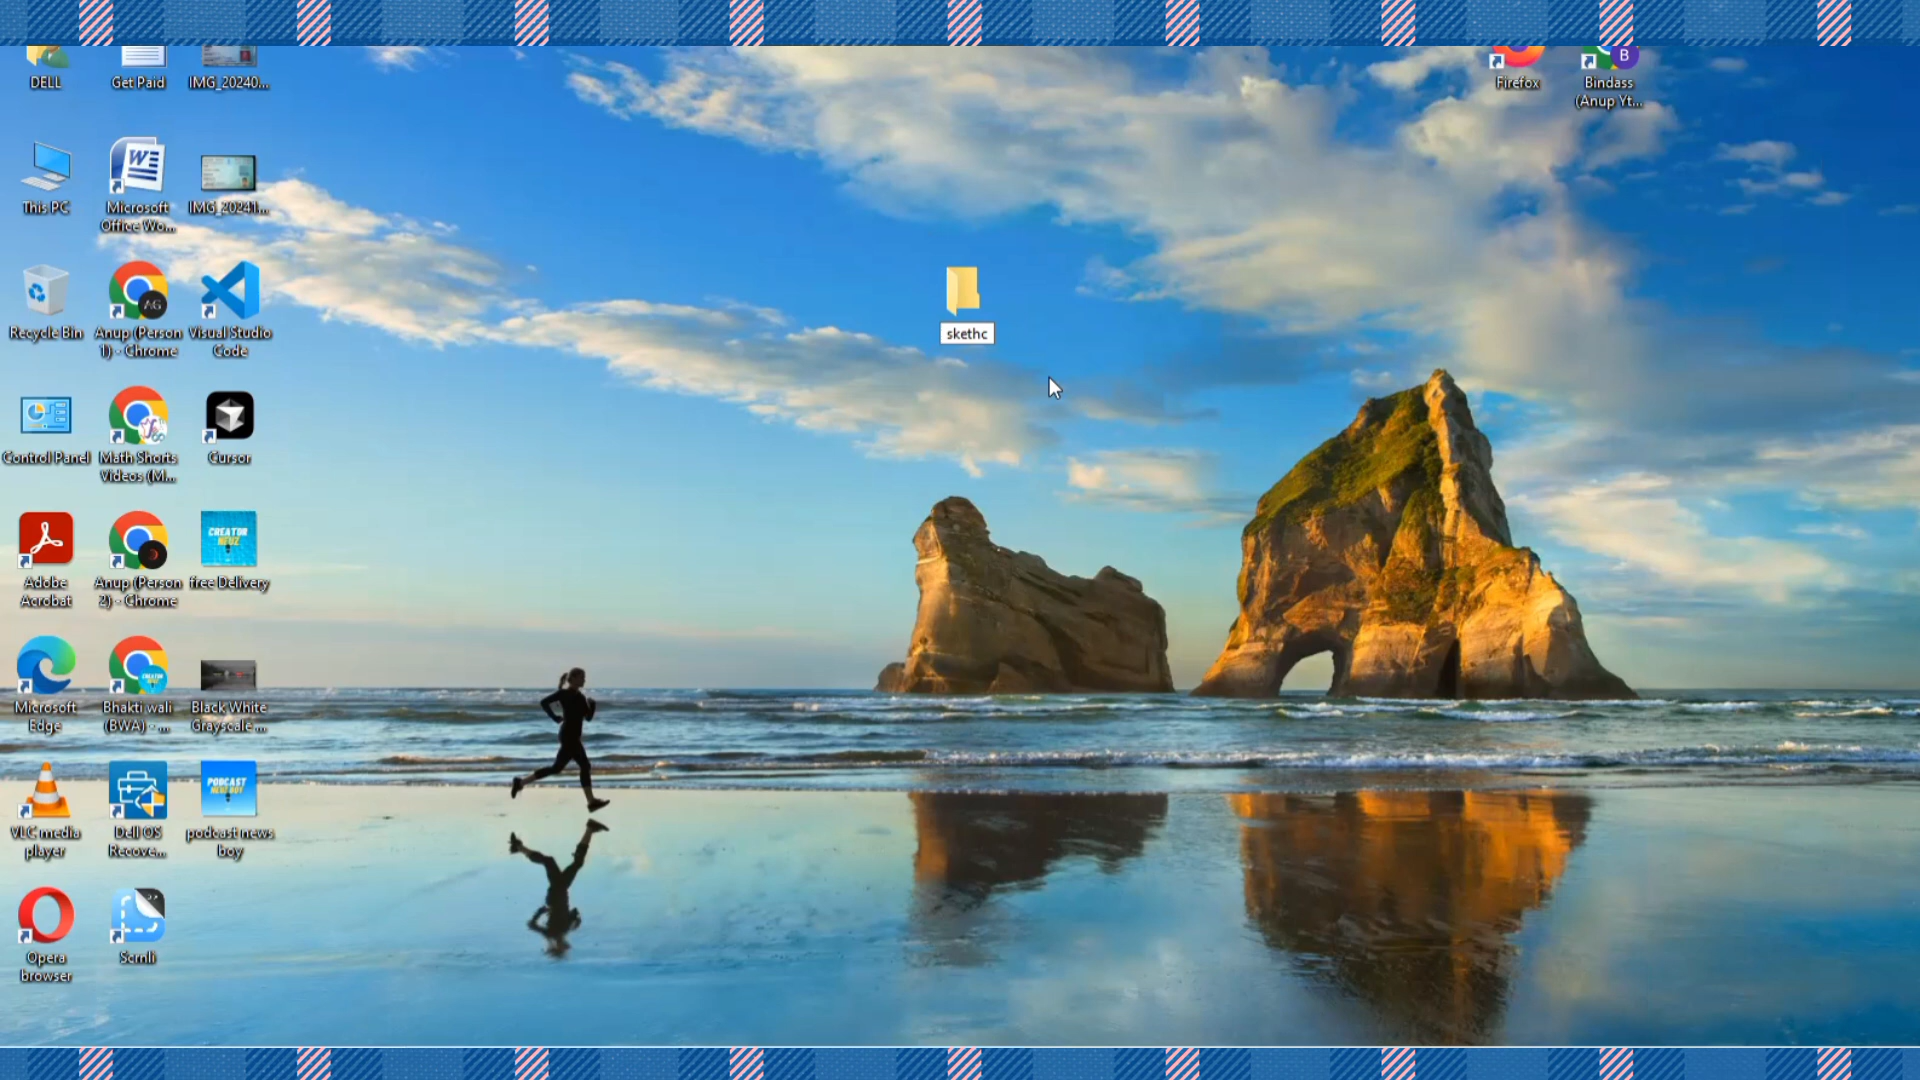 DELL
Get Paid
IMG_20240...
Firefox
Bindass
(Anup Yt...
B
This PC
Microsoft
Office Wo...
IMG_20241...
W
Recycle Bin
Anup (Person
1) - Chrome
AG
Visual Studio
Code
skethc
Control Panel
Math Shorts
Videos (M...
Cursor
Adobe
Acrobat
Anup (Person
2) - Chrome
CREATOR
free Delivery
Microsoft
Edge
Bhakti wali
(BWA) - ...
Black White
Grayscale ...
VLC media
player
Dell OS
Recove...
PODCAST
podcast news
boy
Opera
browser
Scrnli